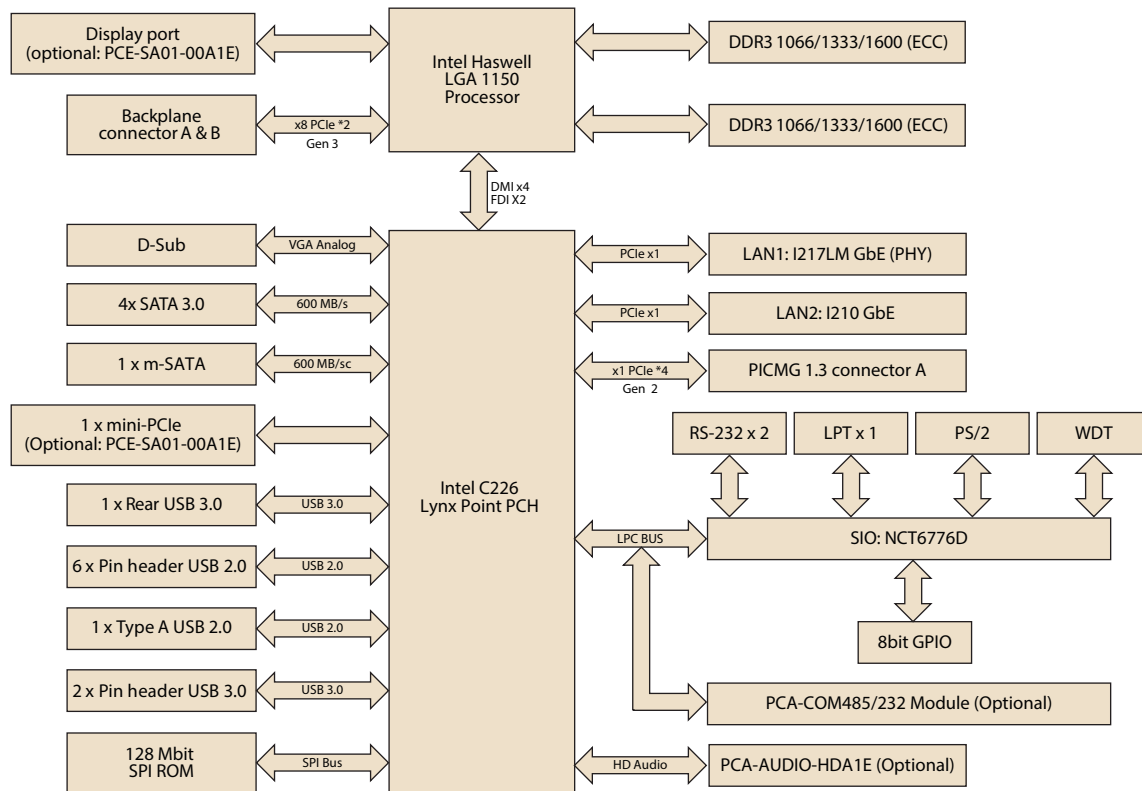 Display port
(optional: PCE-SA01-00A1E)
Intel Haswell
LGA 1150
Processor
DDR3 1066/1333/1600 (ECC)
Backplane
connector A & B
x8 PCIe *2
Gen 3
DDR3 1066/1333/1600 (ECC)
DMI x4
FDI X2
D-Sub
VGA Analog
4x SATA 3.0
600 MB/s
1 x m-SATA
600 MB/sc
1 x mini-PCIe
(Optional: PCE-SA01-00A1E)
1 x Rear USB 3.0
USB 3.0
6 x Pin header USB 2.0
USB 2.0
1 x Type A USB 2.0
USB 2.0
2 x Pin header USB 3.0
USB 3.0
128 Mbit
SPI ROM
SPI Bus
Intel C226
Lynx Point PCH
PCIe x1
LAN1: I217LM GbE (PHY)
PCIe x1
LAN2: I210 GbE
x1 PCIe *4
Gen 2
PICMG 1.3 connector A
RS-232 x 2
LPT x 1
PS/2
WDT
LPC BUS
SIO: NCT6776D
8bit GPIO
PCA-COM485/232 Module (Optional)
HD Audio
PCA-AUDIO-HDA1E (Optional)